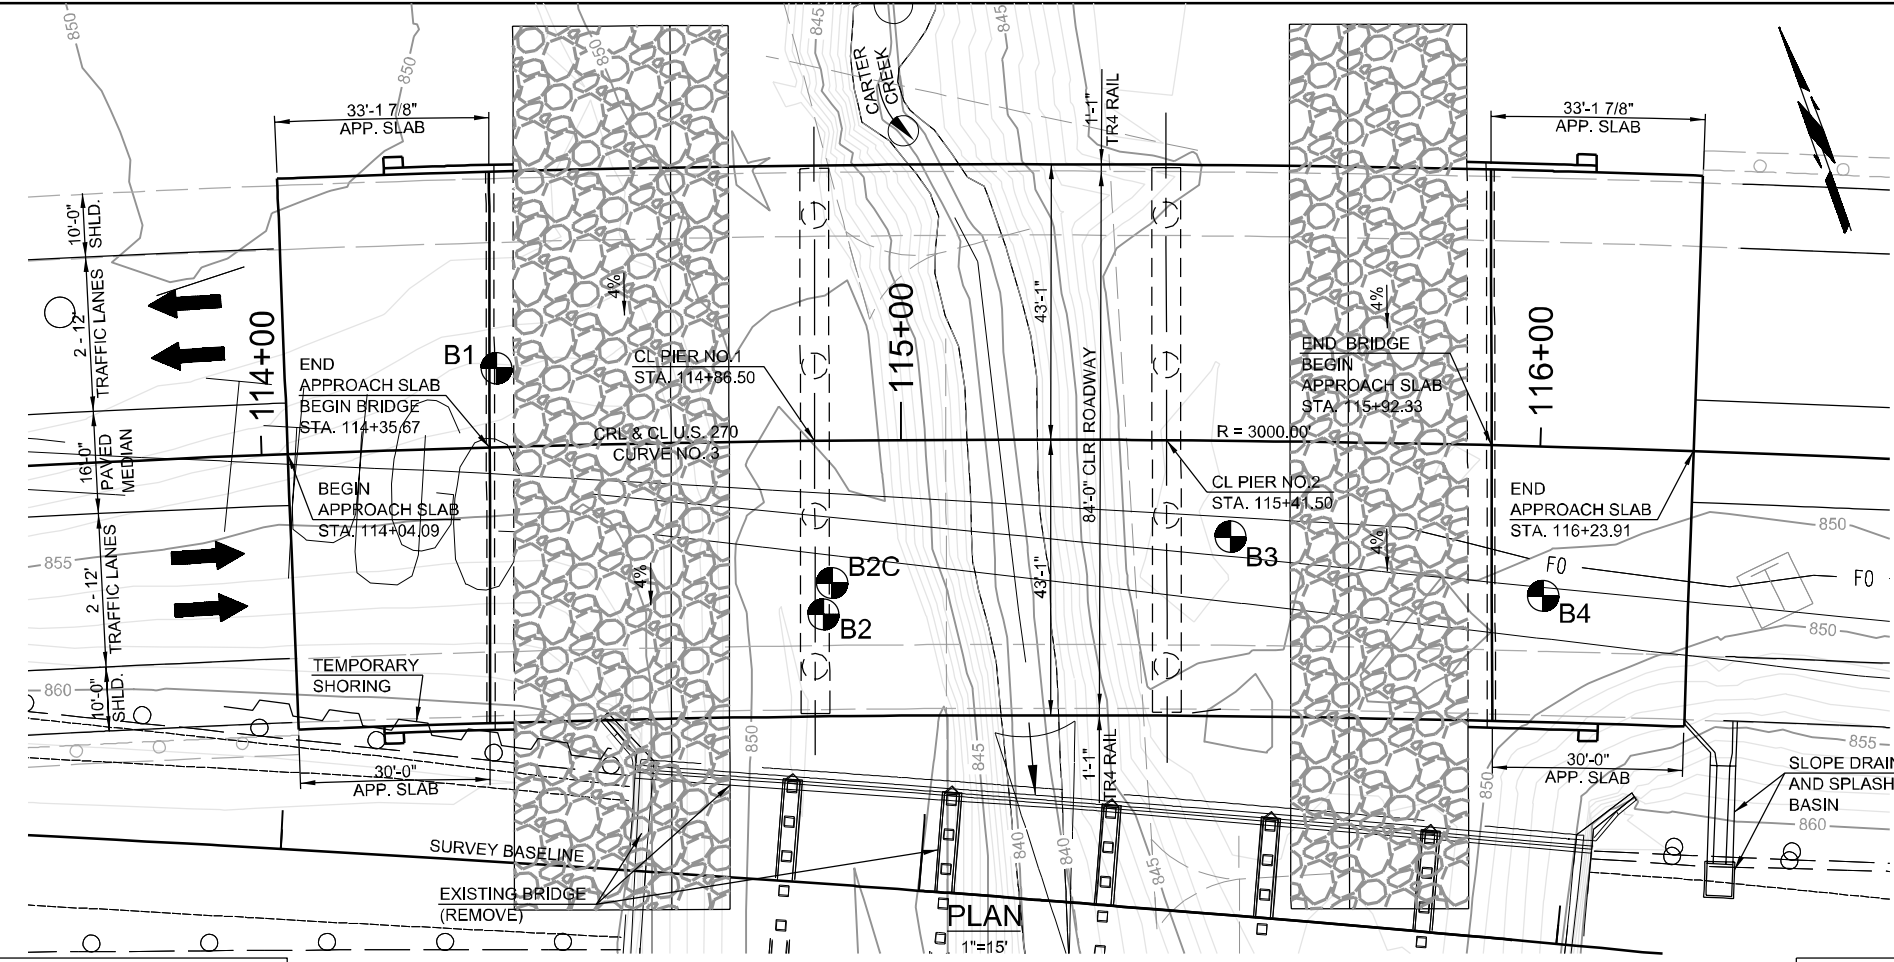 850
850
850
845
845
CARTER
CREEK
1'-1"
TR4 RAIL
33'-1 7/8"
APP. SLAB
33'-1 7/8"
APP. SLAB
10'-0"
SHLD.
2 - 12'
TRAFFIC LANES
16'-0"
PAVED
MEDIAN
2 - 12'
TRAFFIC LANES
10'-0"
SHLD.
114+00
END
APPROACH SLAB
BEGIN BRIDGE
STA. 114+35.67
BEGIN
APPROACH SLAB
STA. 114+04.09
B1
4%
CL PIER NO.1
STA. 114+86.50
CRL & CL U.S. 270
CURVE NO. 3
115+00
43'-1"
84'-0" CLR ROADWAY
43'-1"
R = 3000.00'
4%
END BRIDGE
BEGIN
APPROACH SLAB
STA. 115+92.33
116+00
CL PIER NO.2
STA. 115+41.50
END
APPROACH SLAB
STA. 116+23.91
B3
4%
4%
B2C
B2
B4
FO
FO
850
850
855
860
TEMPORARY
SHORING
30'-0"
APP. SLAB
30'-0"
APP. SLAB
850
845
1'-1"
TR4 RAIL
850
855
860
SLOPE DRAIN
AND SPLASH
BASIN
840
840
845
SURVEY BASELINE
EXISTING BRIDGE
(REMOVE)
PLAN
1"=15'